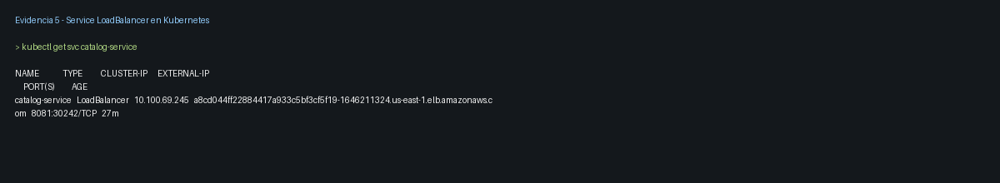 Evidencia 5 - Service LoadBalancer en Kubernetes
> kubectl get svc catalog-service
NAME TYPE CLUSTER-IP EXTERNAL-IP
PORT(S) AGE
catalog-service LoadBalancer 10.100.69.245 a8cd044ff22884417a933c5bf3cf5f19-1646211324.us-east-1.elb.amazonaws.c
om 8081:30242/TCP 27m